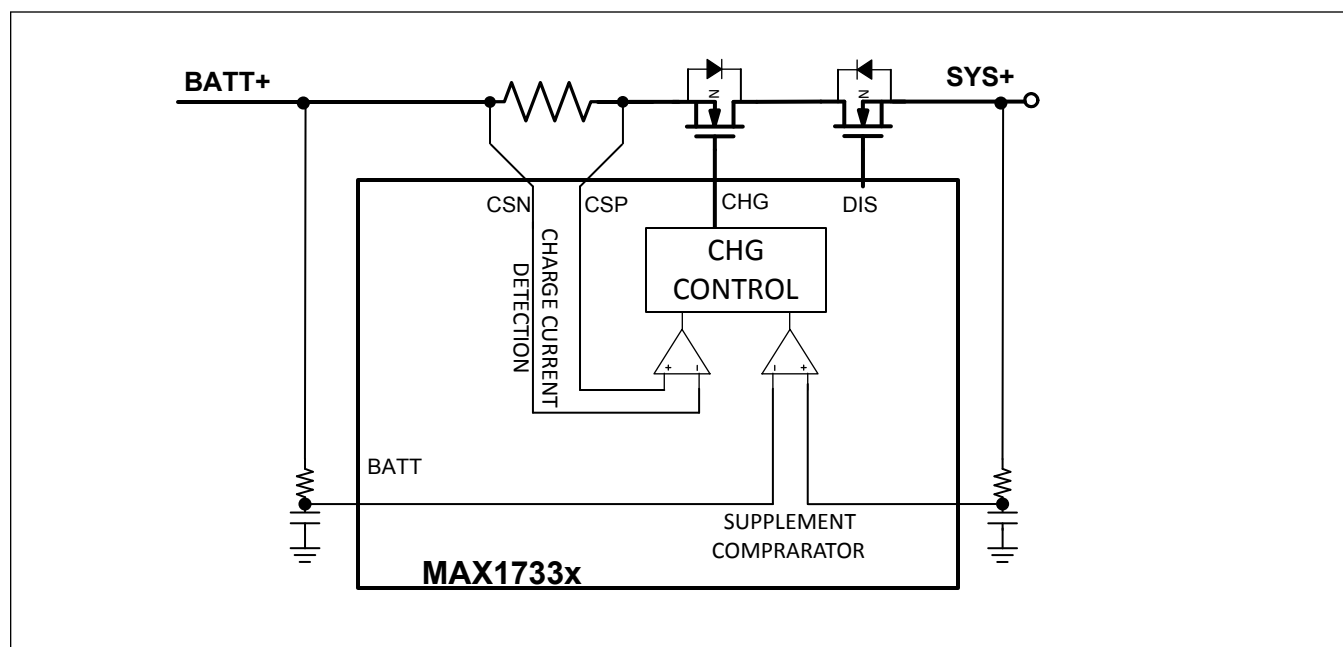 BATT+
SYS+
N
N
CSN
CSP
CHG
DIS
CHARGE CURRENT
DETECTION
CHG
CONTROL
+
-
-
+
BATT
SUPPLEMENT
COMPRARATOR
MAX1733x